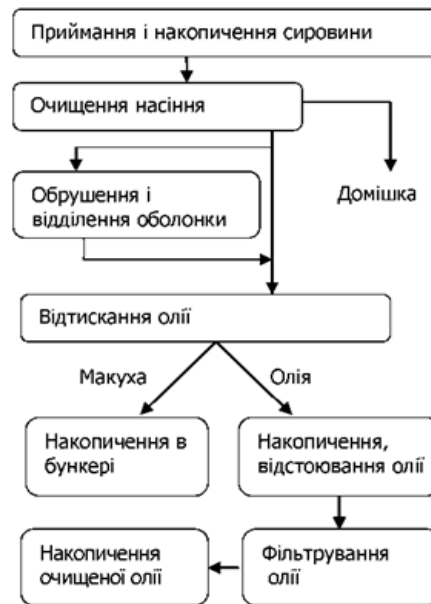 Приймання і накопичення сировини
Очищення насіння
Обрушення і
відділення оболонки
Домішка
Відтискання олії
Макуха
Олія
Накопичення в
бункері
Накопичення,
відстоювання олії
Накопичення
очищеної олії
Фільтрування
олії